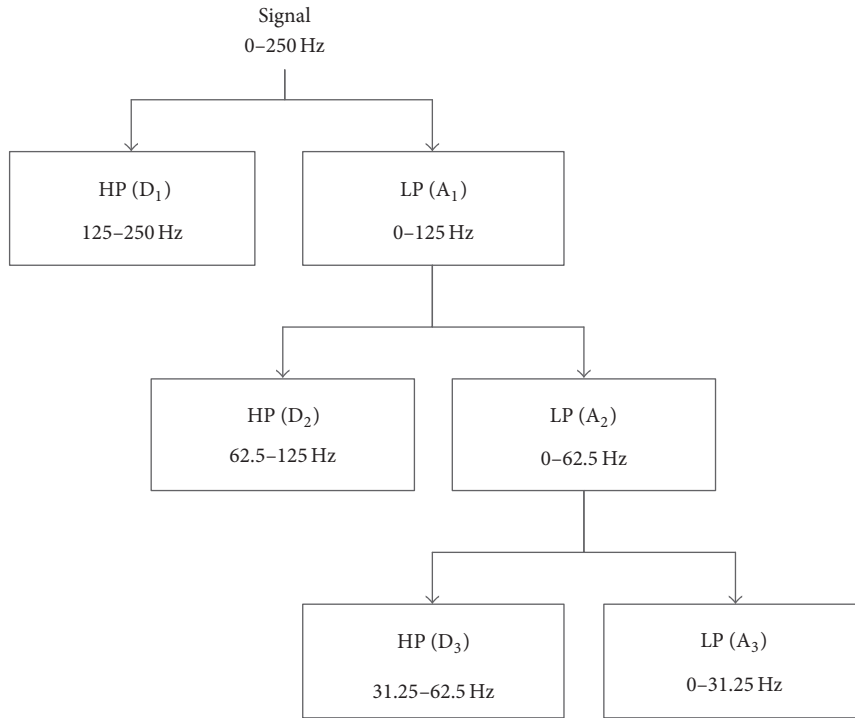 Signal
0–250 Hz
HP (D₁)
125–250 Hz
LP (A₁)
0–125 Hz
HP (D₂)
62.5–125 Hz
LP (A₂)
0–62.5 Hz
HP (D₃)
31.25–62.5 Hz
LP (A₃)
0–31.25 Hz